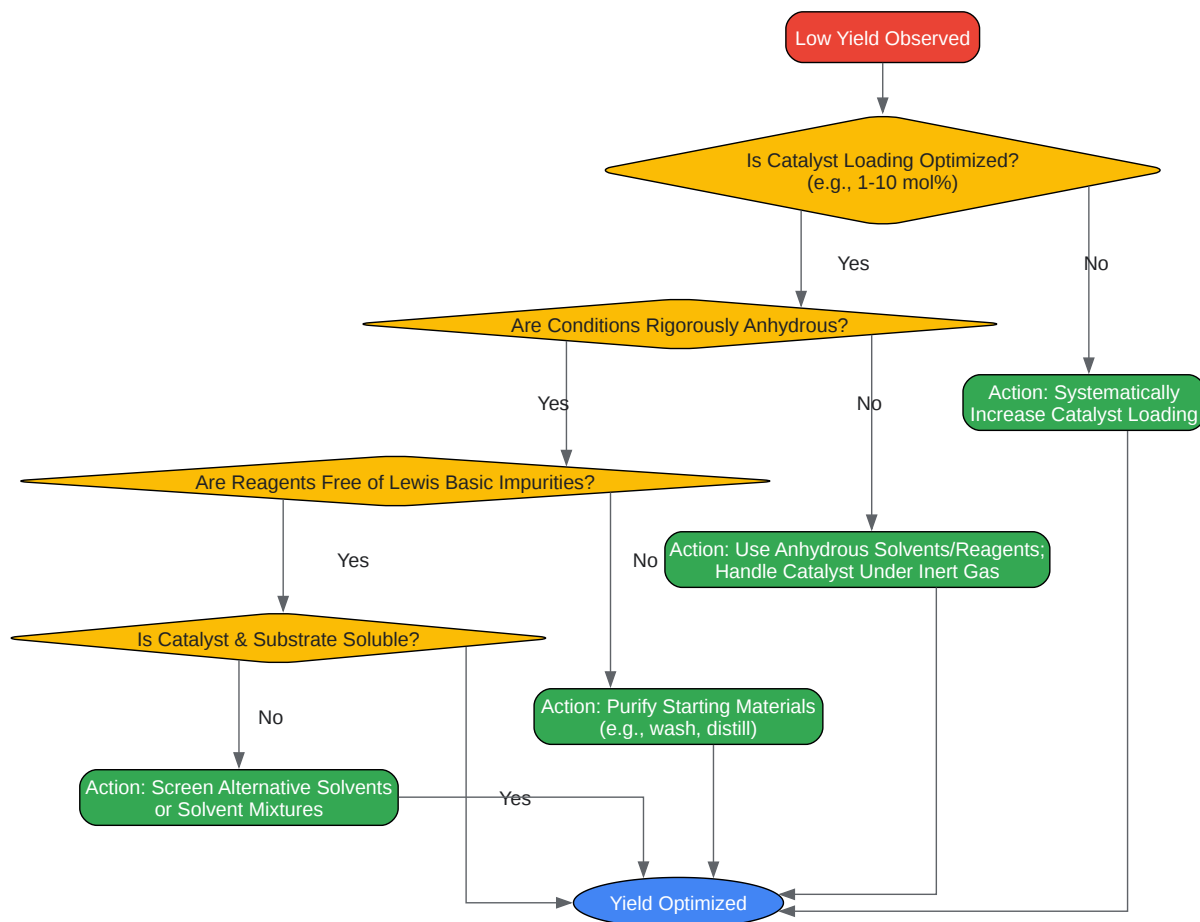 Low Yield Observed
Is Catalyst Loading Optimized?
(e.g., 1-10 mol%)
Yes
No
Are Conditions Rigorously Anhydrous?
Action: Systematically
Increase Catalyst Loading
Yes
No
Are Reagents Free of Lewis Basic Impurities?
Action: Use Anhydrous Solvents/Reagents;
Handle Catalyst Under Inert Gas
Yes
No
Is Catalyst & Substrate Soluble?
Action: Purify Starting Materials
(e.g., wash, distill)
No
Action: Screen Alternative Solvents
or Solvent Mixtures
Yes
Yield Optimized